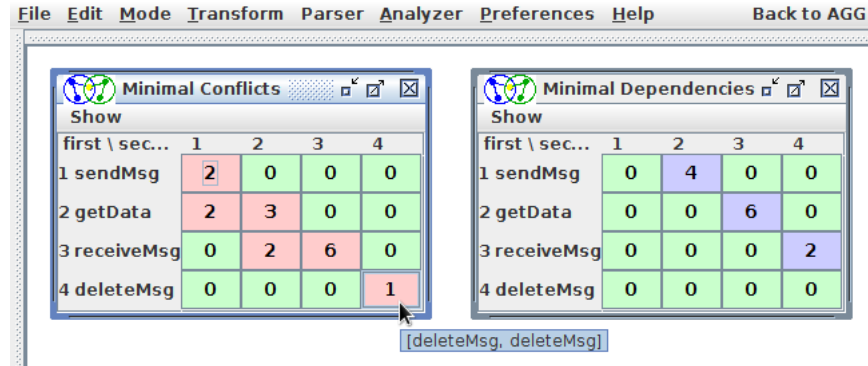 File Edit Mode Transform Parser Analyzer Preferences Help Back to AGG
Minimal Conflicts
Show
first \ sec... 1 2 3 4
1 sendMsg 2 0 0 0
2 getData 2 3 0 0
3 receiveMsg 0 2 6 0
4 deleteMsg 0 0 0 1
[deleteMsg, deleteMsg]
Minimal Dependencies
Show
first \ sec... 1 2 3 4
1 sendMsg 0 4 0 0
2 getData 0 0 6 0
3 receiveMsg 0 0 0 2
4 deleteMsg 0 0 0 0